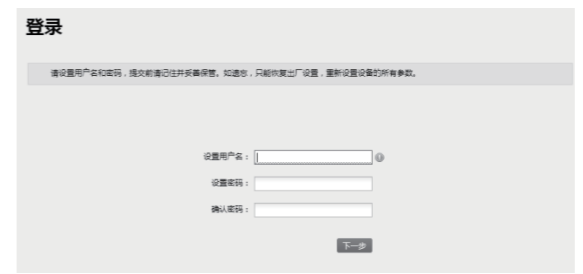 登录
请设置用户名和密码，提交前请记住并妥善保管。如遗忘，只能恢复出厂设置，重新设置设备的所有参数。
设置用户名：
设置密码：
确认密码：
下一步